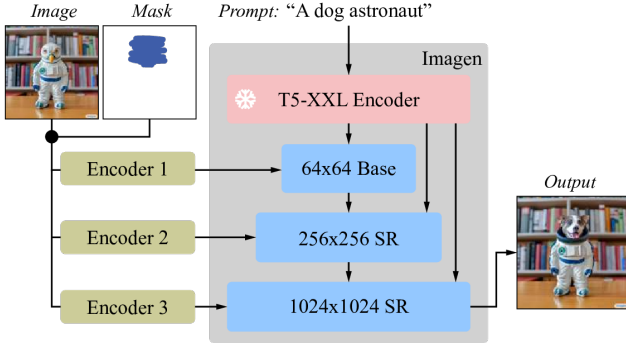 Image
Mask
Prompt: “A dog astronaut”
Imagen
T5-XXL Encoder
Encoder 1
64x64 Base
Encoder 2
256x256 SR
Output
Encoder 3
1024x1024 SR